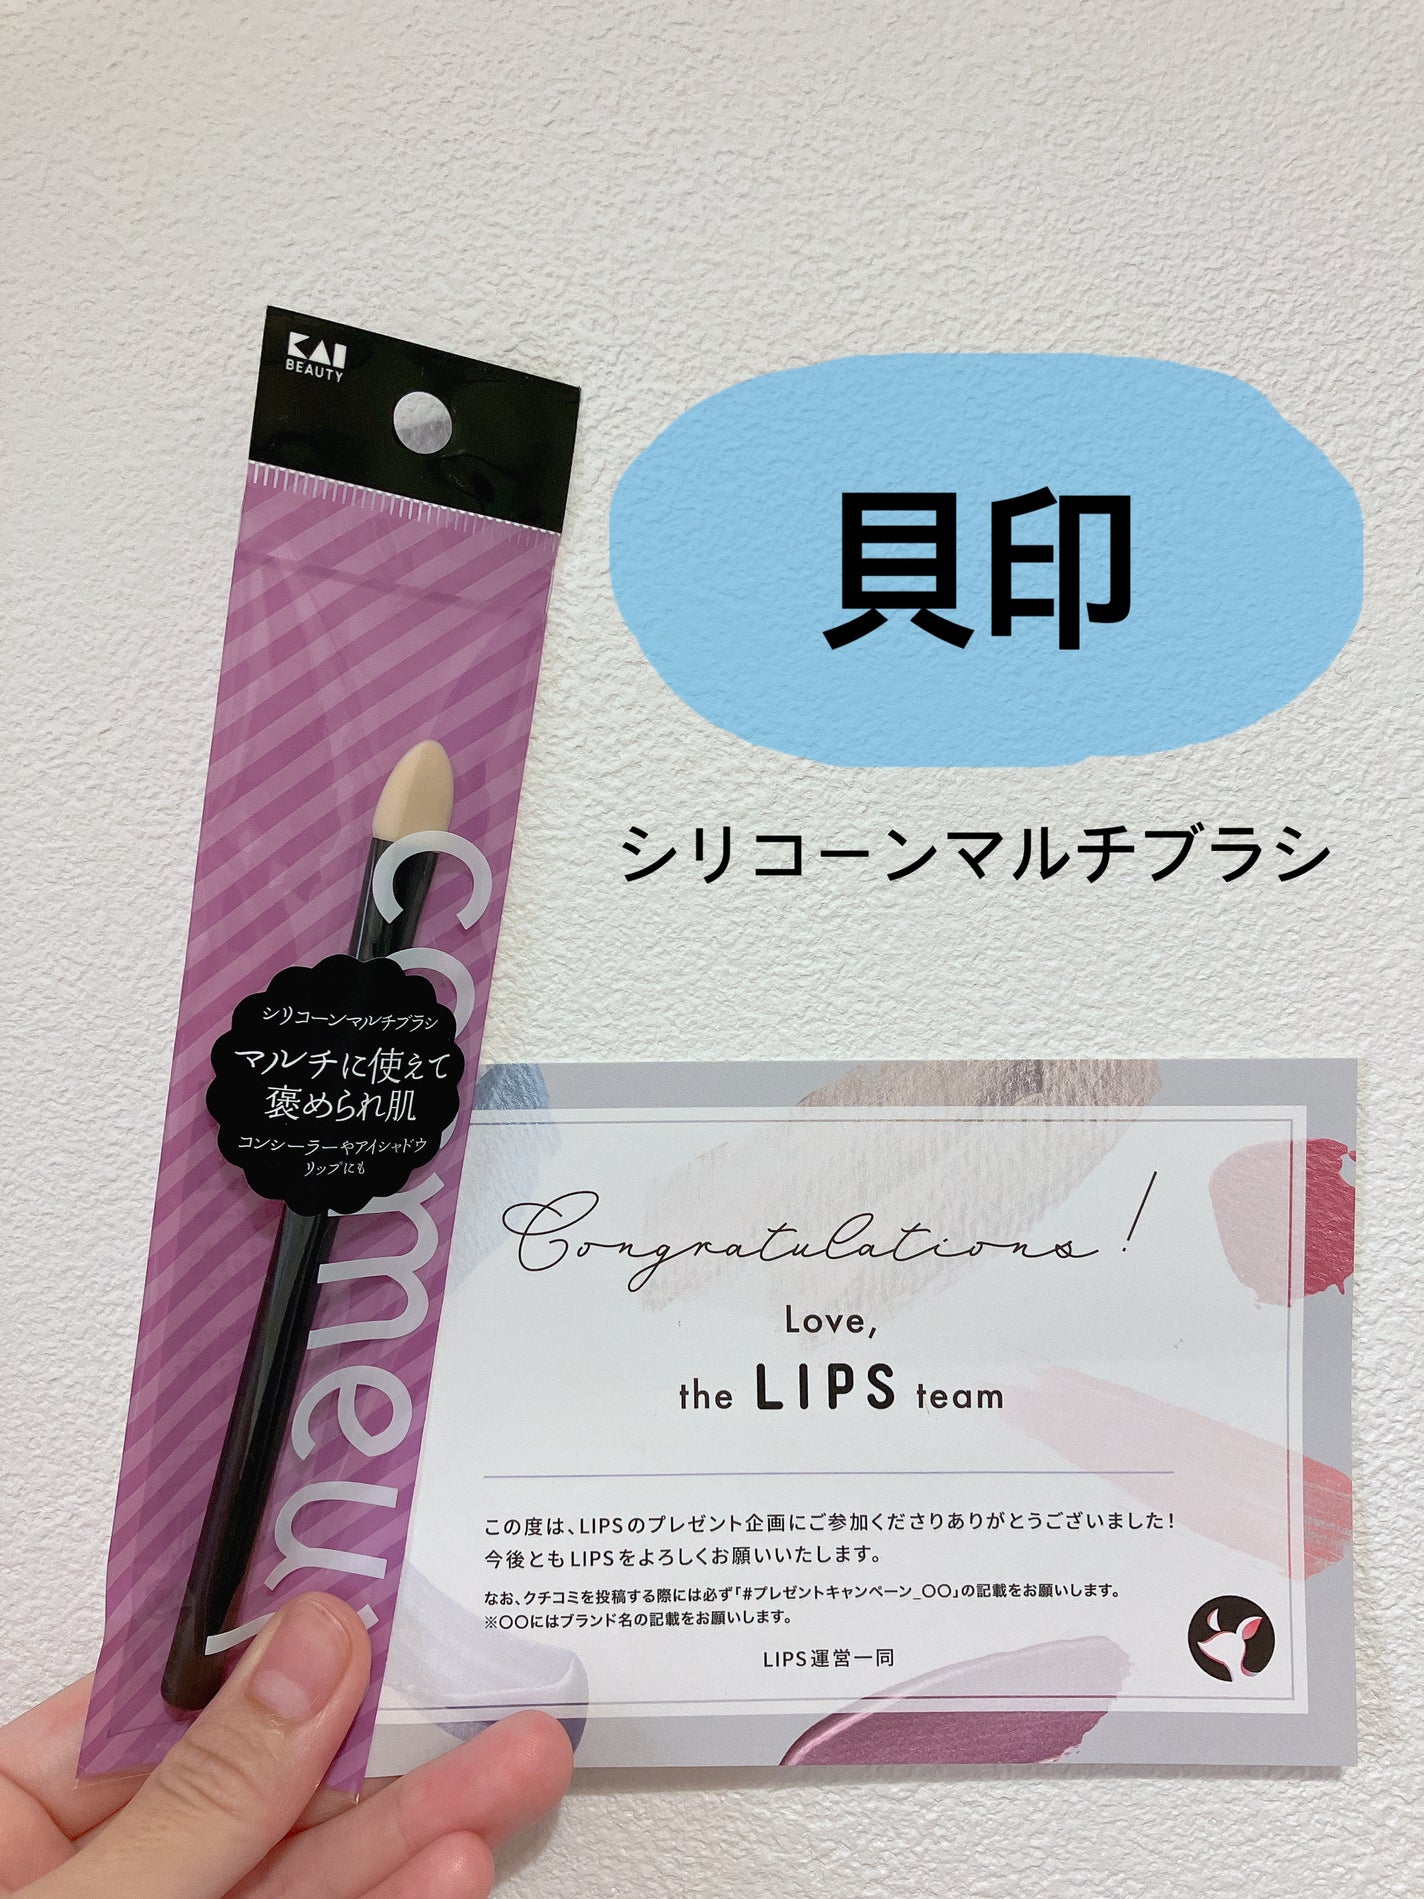 KAI
BEAUTY
貝印
シリコーンマルチブラシ
comeui
シリコーンマルチブラシ
マルチに使えて
褒められ肌
コンシーラーやアイシャドウ
リップにも
Congratulations!
Love,
the LIPS team
この度は、LIPSのプレゼント企画にご参加くださりありがとうございました!
今後ともLIPSをよろしくお願いいたします。
なお、クチコミを投稿する際には必ず「#プレゼントキャンペーン_〇〇」の記載をお願いします。
※〇〇にはブランド名の記載をお願いします。
LIPS運営一同